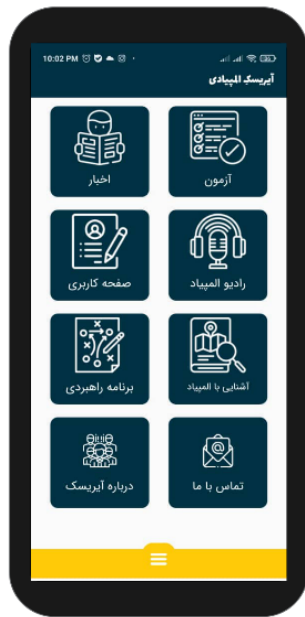 10:02 PM
آیریسک المپیادی
آزمون
اخبار
رادیو المپیاد
صفحه کاربری
آشنایی با المپیاد
برنامه راهبردی
تماس با ما
درباره آیریسک